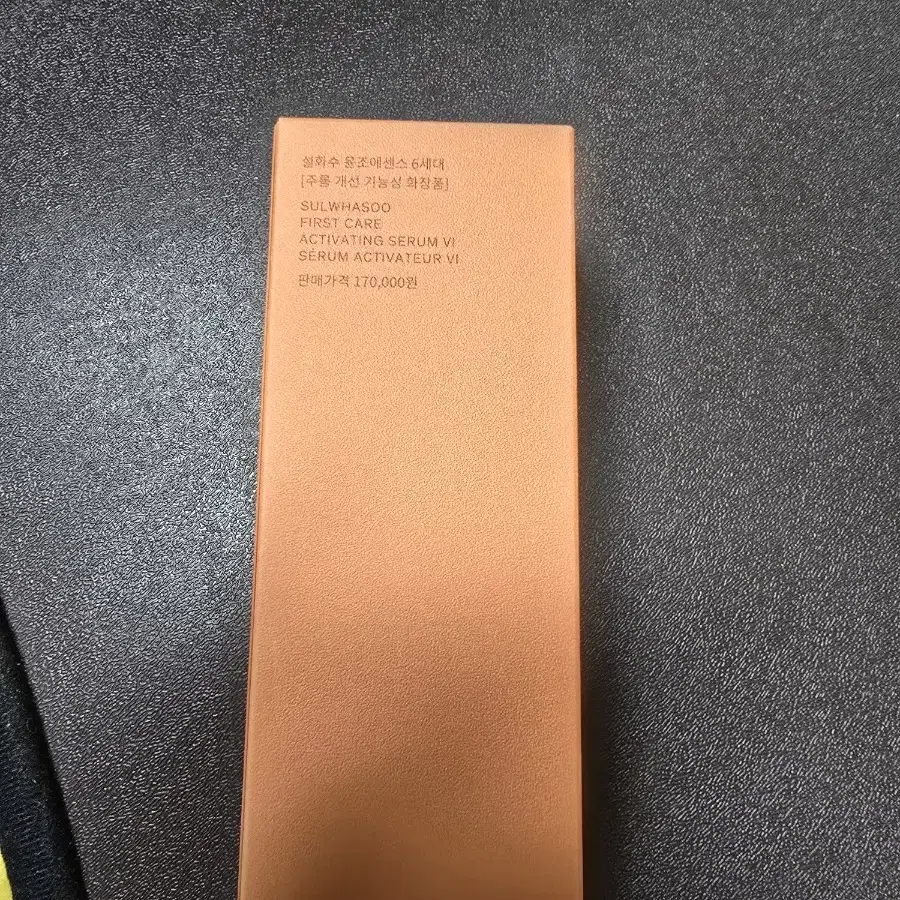 설화수 윤조에센스 6세대
[주름 개선 기능성 화장품]
SULWHASOO
FIRST CARE
ACTIVATING SERUM VI
SÉRUM ACTIVATEUR VI
판매가격 170,000원